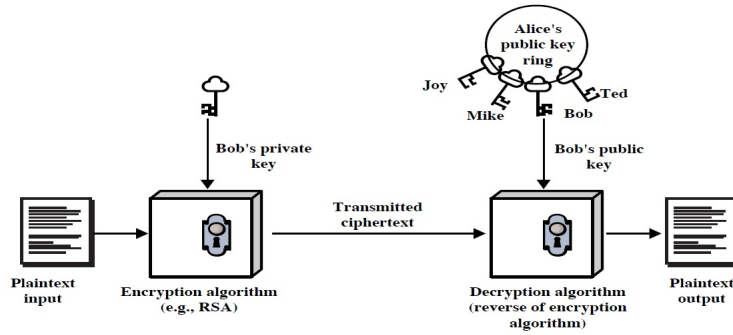 Alice's
public key
ring
Joy
Ted
Mike
Bob
Bob's private
key
Bob's public
key
Transmitted
ciphertext
Plaintext
input
Encryption algorithm
(e.g., RSA)
Decryption algorithm
(reverse of encryption
algorithm)
Plaintext
output